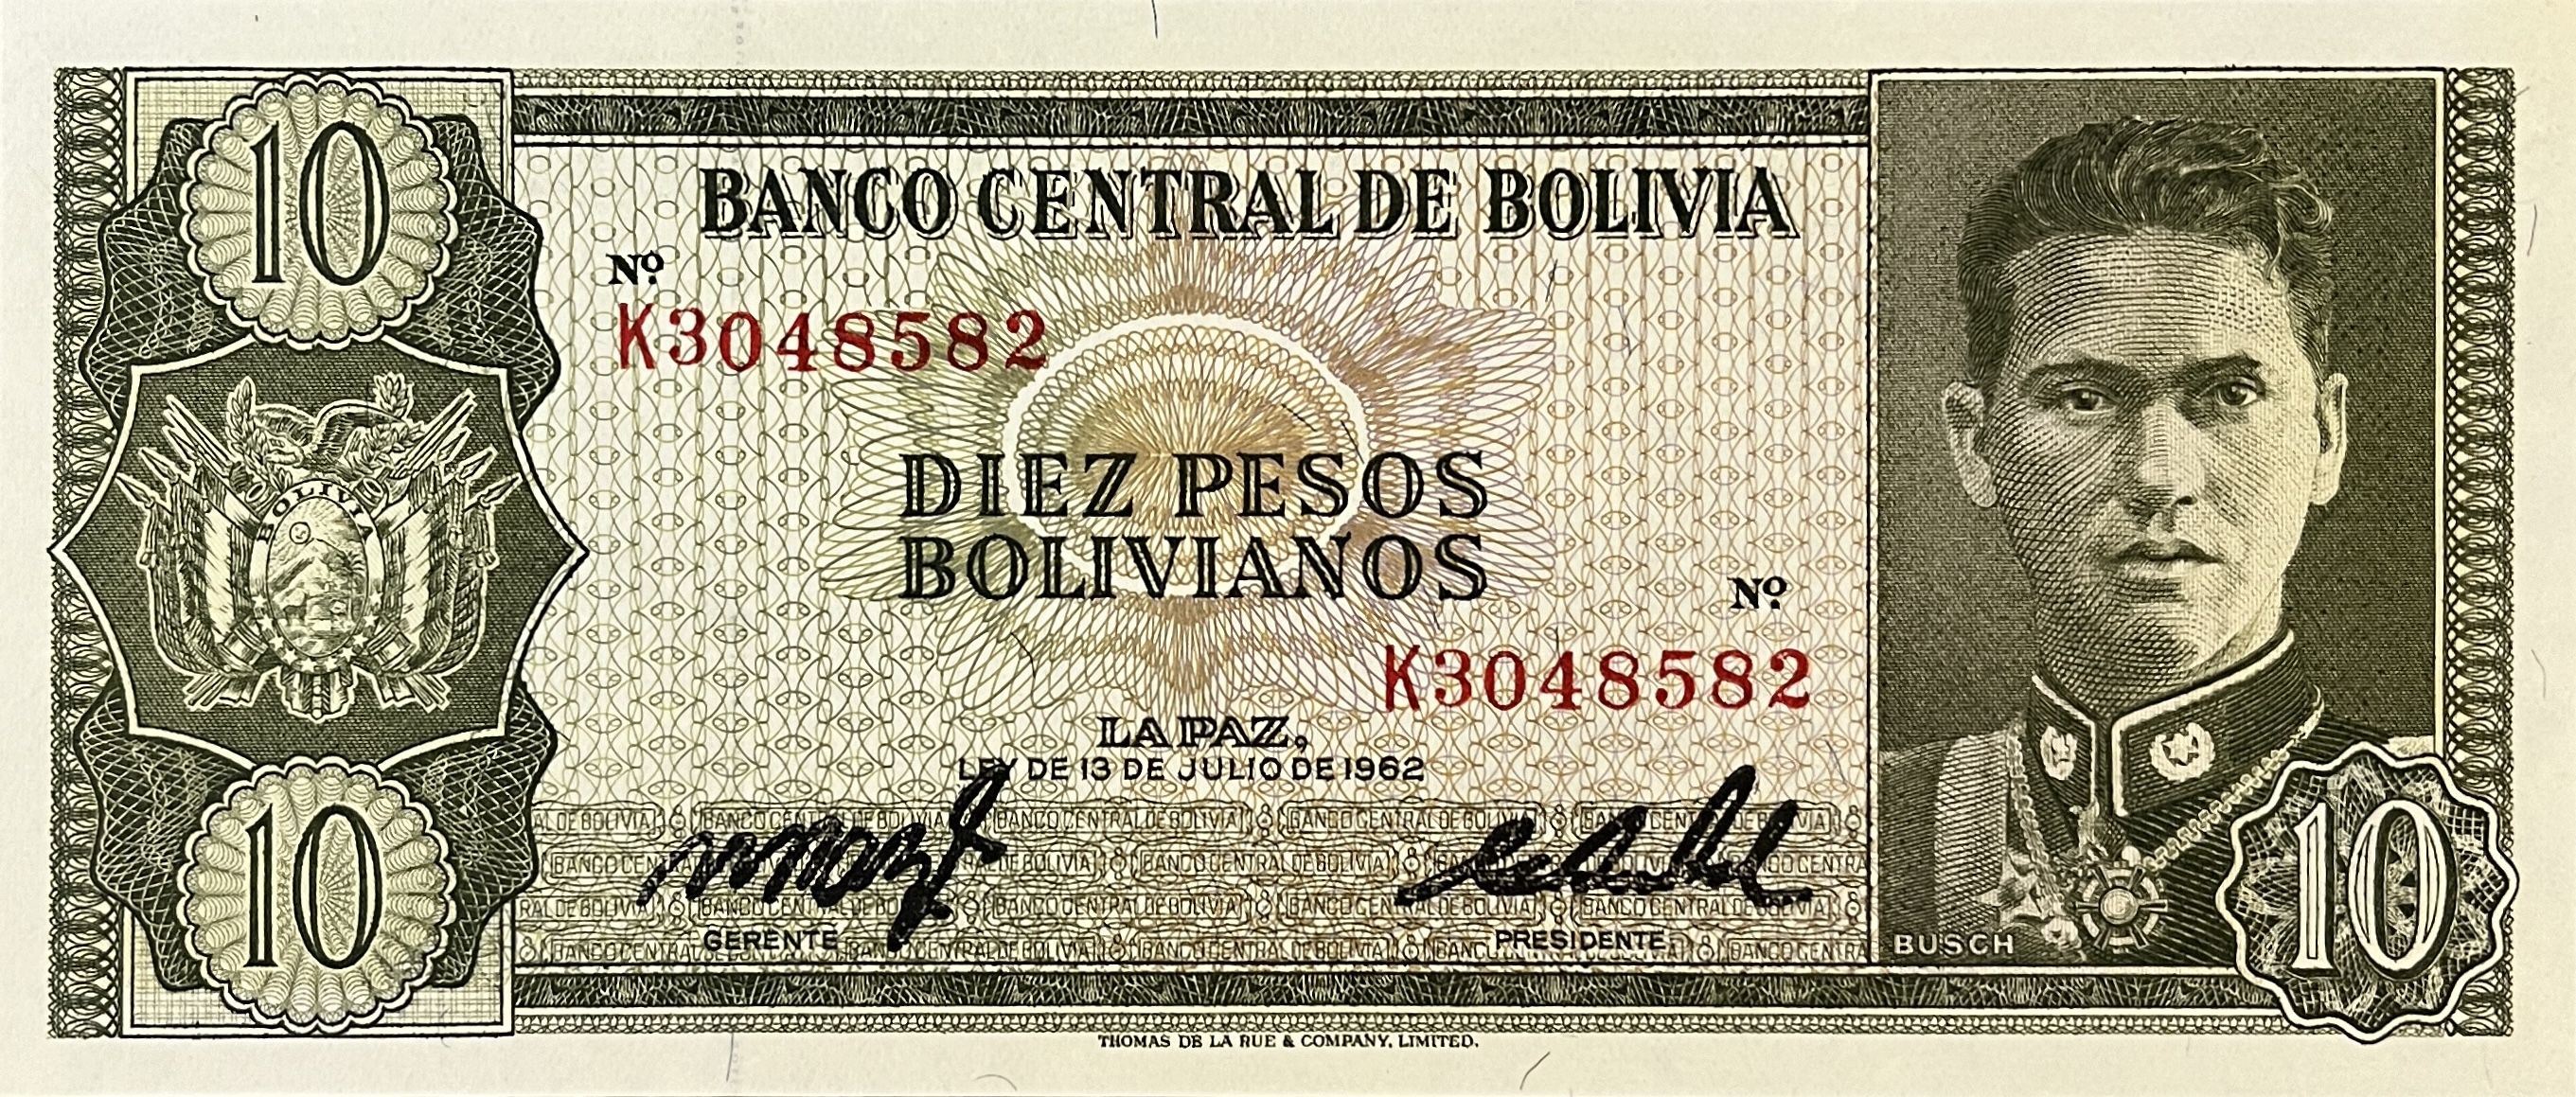 10
BANCO CENTRAL DE BOLIVIA
Nº
K3048582
BOLIVIA
DIEZ PESOS
BOLIVIANOS
Nº
K3048582
LA PAZ,
LEY DE 13 DE JULIO DE 1962
GERENTE
PRESIDENTE
10
BUSCH
10
THOMAS DE LA RUE & COMPANY, LIMITED.